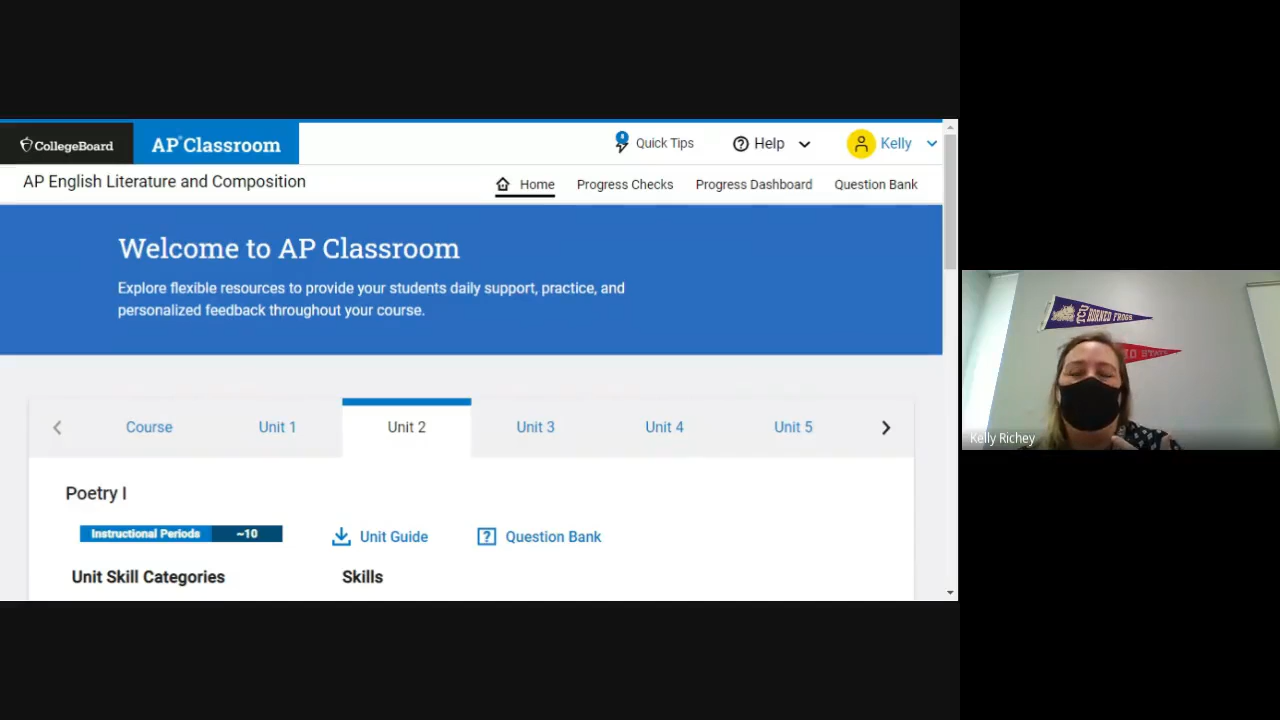 CollegeBoard
AP Classroom
Quick Tips
Help
Kelly
AP English Literature and Composition
Home
Progress Checks
Progress Dashboard
Question Bank
Welcome to AP Classroom
Explore flexible resources to provide your students daily support, practice, and
personalized feedback throughout your course.
Course
Unit 1
Unit 2
Unit 3
Unit 4
Unit 5
Poetry I
Instructional Periods ~10
Unit Guide
Question Bank
Unit Skill Categories
Skills
TCU
HORNED FROGS
Kelly Richey